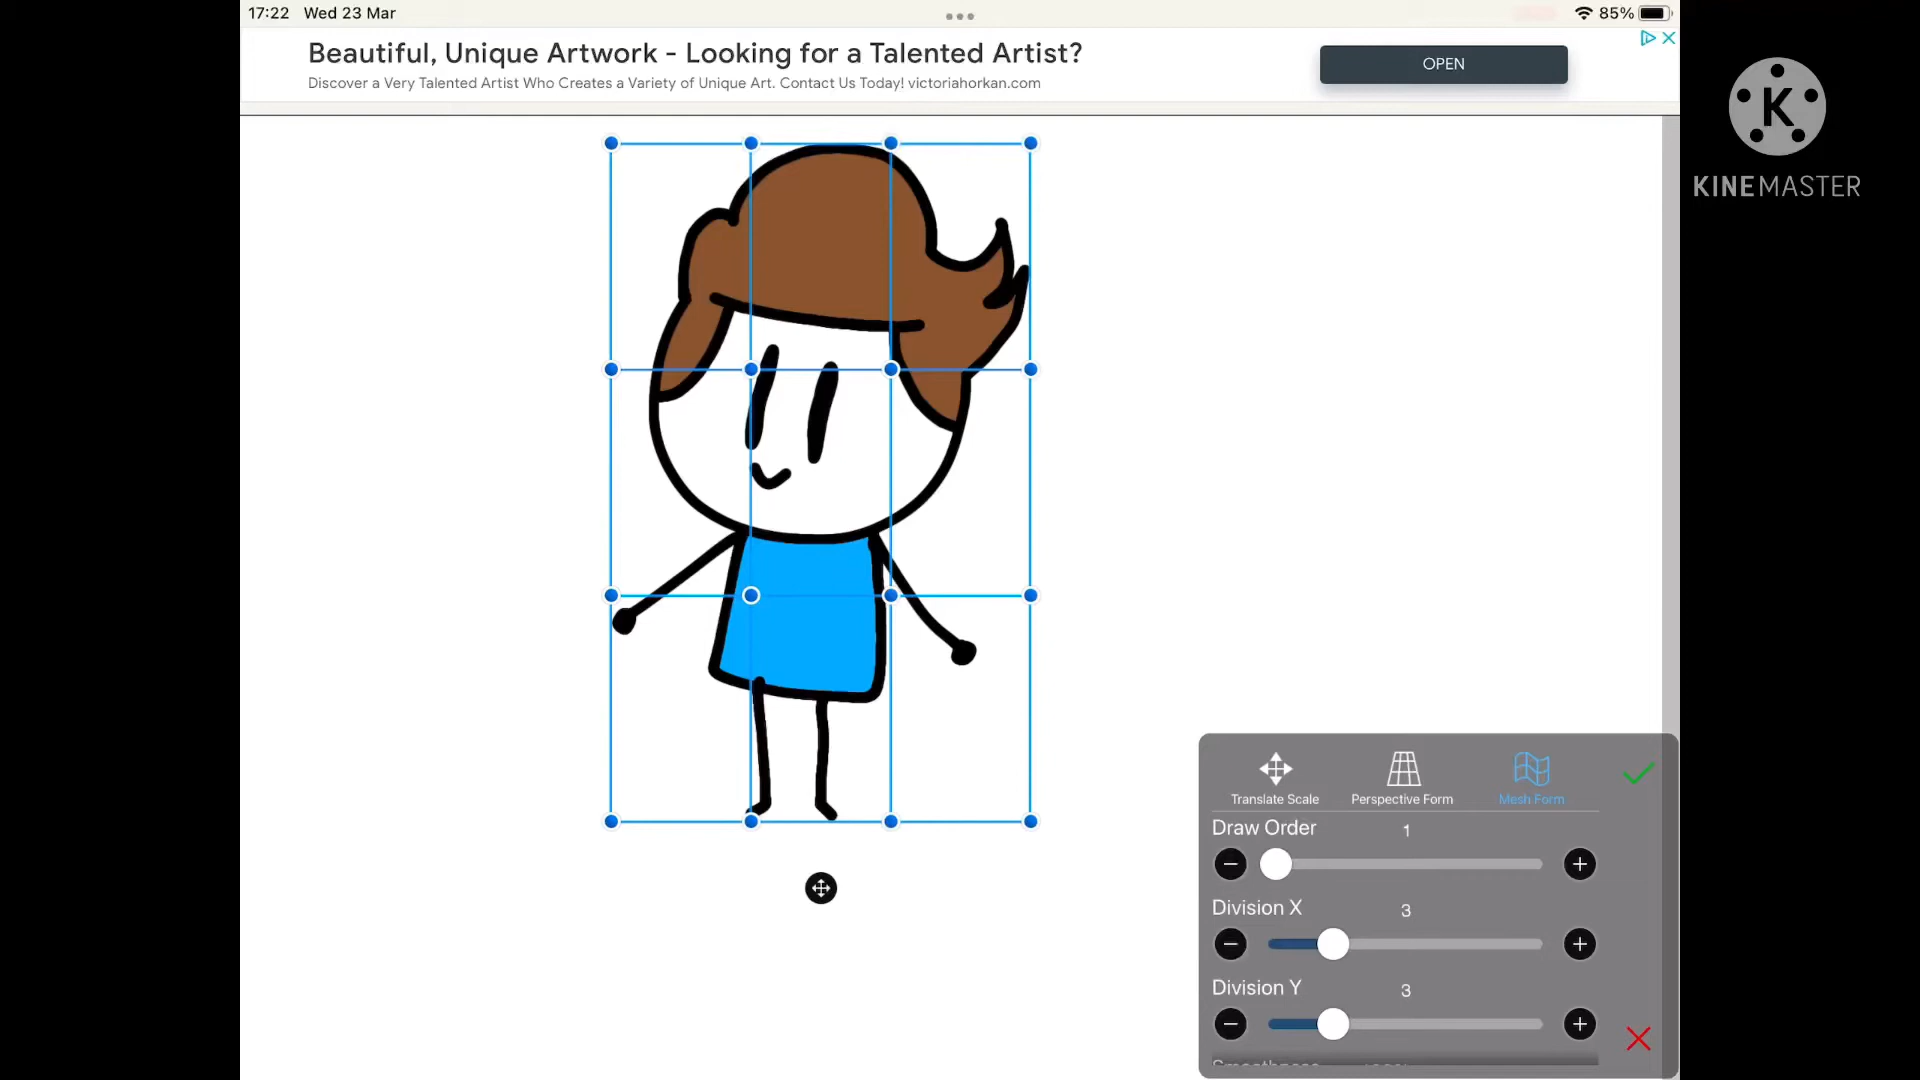 17:22 Wed 23 Mar
85%
Beautiful, Unique Artwork - Looking for a Talented Artist?
Discover a Very Talented Artist Who Creates a Variety of Unique Art. Contact Us Today! victoriahorkan.com
OPEN
K
KINEMASTER
Translate Scale
Perspective Form
Mesh Form
Draw Order 1
Division X 3
Division Y 3